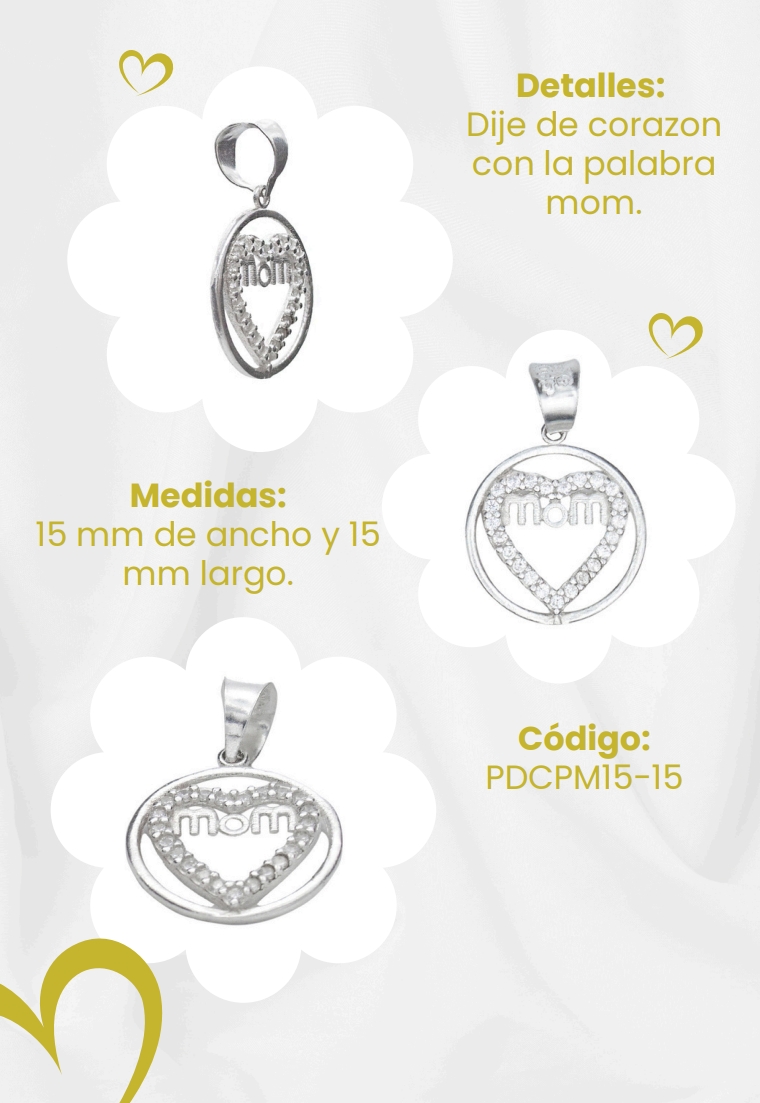 Detalles:
Dije de corazon
con la palabra
mom.
mom
Medidas:
15 mm de ancho y 15
mm largo.
mom
Código:
PDCPM15-15
mom